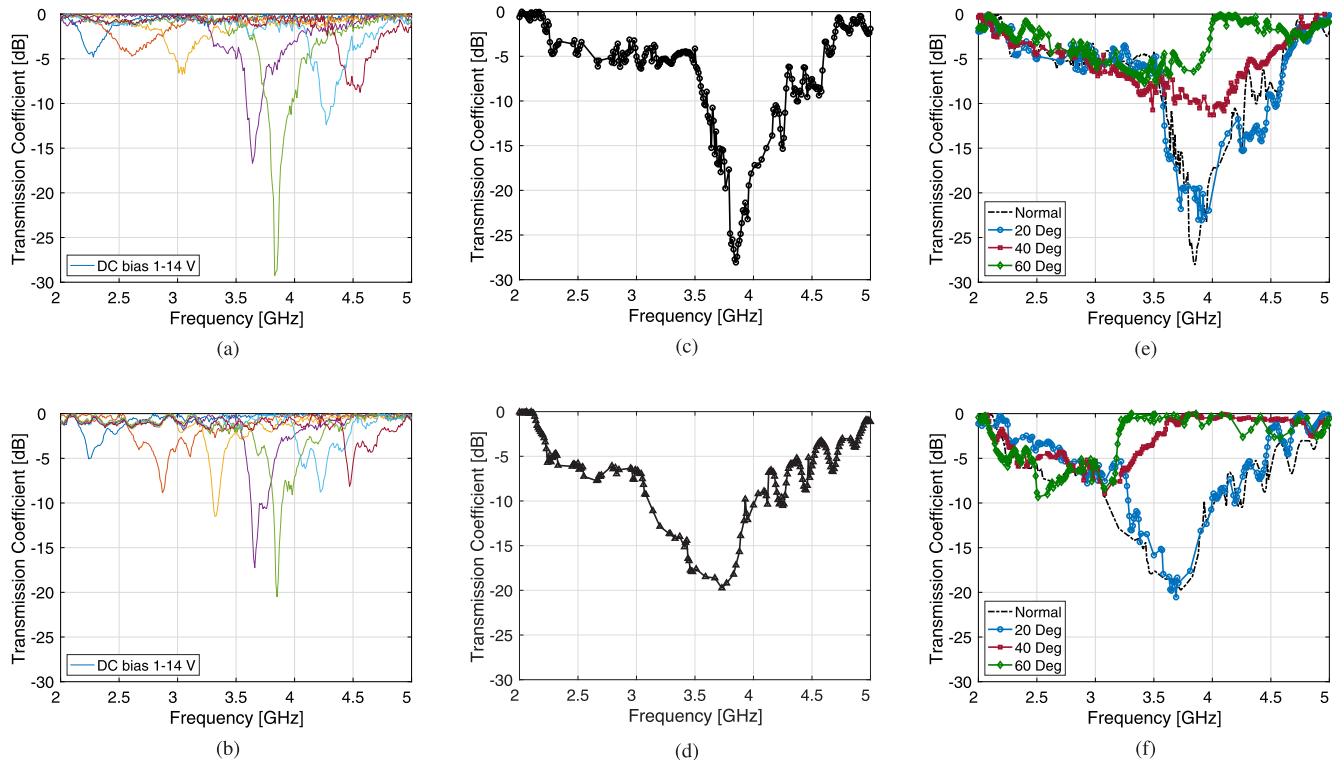 0
-5
-10
-15
-20
-25
-30
Transmission Coefficient [dB]
DC bias 1-14 V
2 2.5 3 3.5 4 4.5 5
Frequency [GHz]
(a)
0
-5
-10
-15
-20
-25
-30
Transmission Coefficient [dB]
2 2.5 3 3.5 4 4.5 5
Frequency [GHz]
(c)
0
-5
-10
-15
-20
-25
-30
Transmission Coefficient [dB]
Normal
20 Deg
40 Deg
60 Deg
2 2.5 3 3.5 4 4.5 5
Frequency [GHz]
(e)
0
-5
-10
-15
-20
-25
-30
Transmission Coefficient [dB]
DC bias 1-14 V
2 2.5 3 3.5 4 4.5 5
Frequency [GHz]
(b)
0
-5
-10
-15
-20
-25
-30
Transmission Coefficient [dB]
2 2.5 3 3.5 4 4.5 5
Frequency [GHz]
(d)
0
-5
-10
-15
-20
-25
-30
Transmission Coefficient [dB]
Normal
20 Deg
40 Deg
60 Deg
2 2.5 3 3.5 4 4.5 5
Frequency [GHz]
(f)